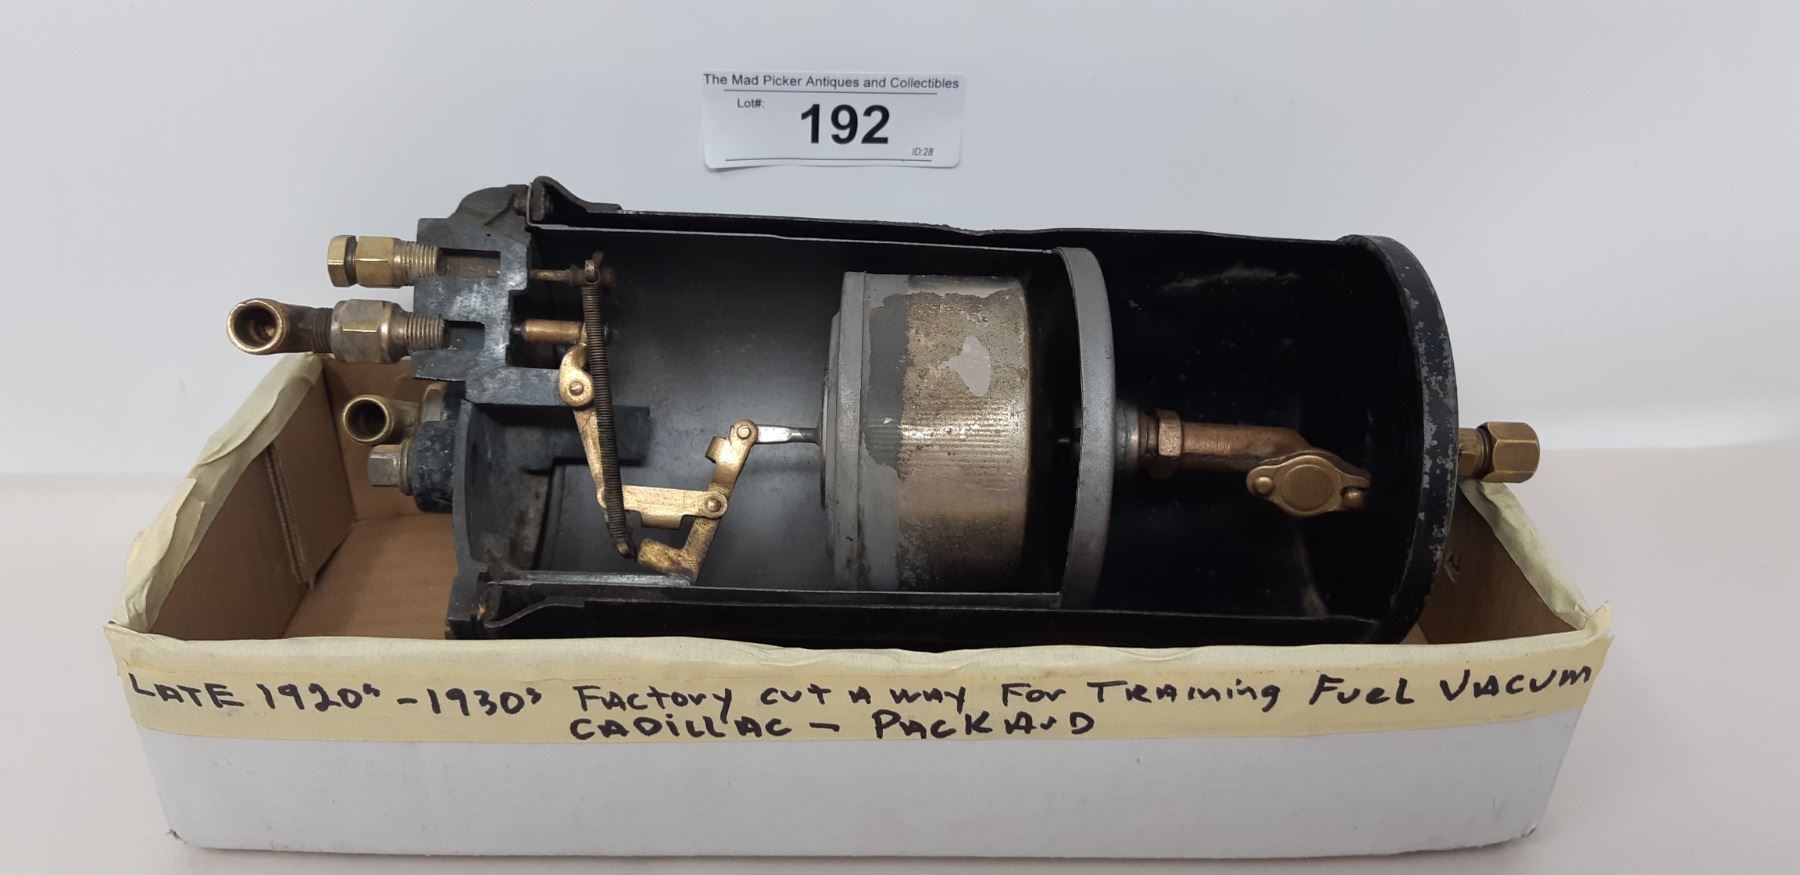 The Mad Picker Antiques and Collectibles
Lot#:
192
ID:28
LATE 1920s - 1930s FACTORY CUT A WAY FOR TRAINING FUEL VACUM
CADILLAC - PACKARD